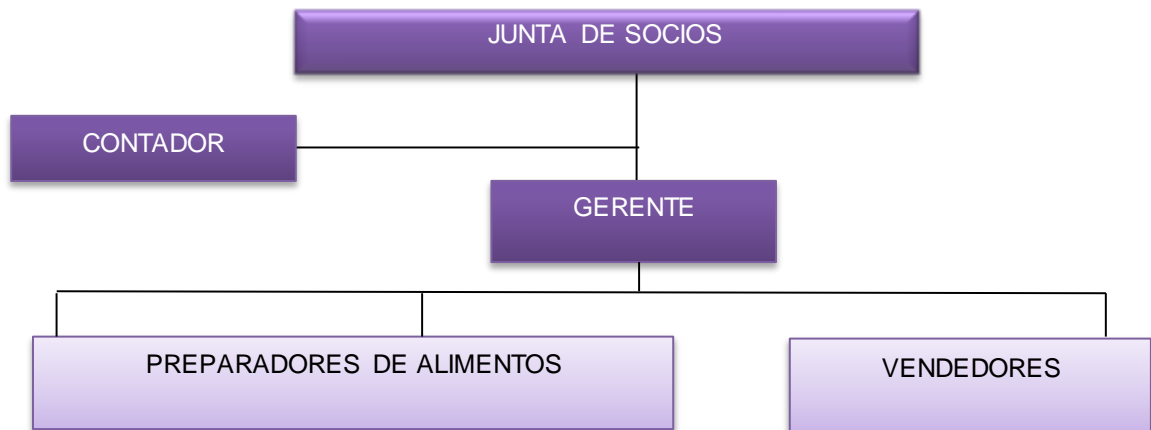 JUNTA DE SOCIOS
CONTADOR
GERENTE
PREPARADORES DE ALIMENTOS
VENDEDORES